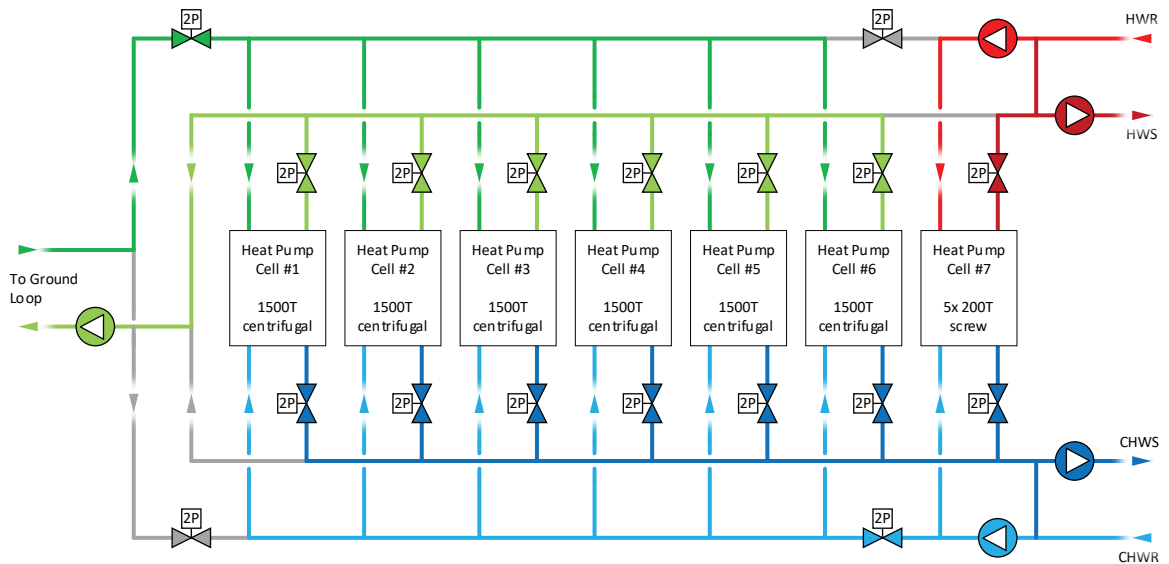 2P
2P
HWR
HWS
2P
2P
2P
2P
2P
2P
2P
To Ground
Loop
Heat Pump
Cell #1
1500T
centrifugal
Heat Pump
Cell #2
1500T
centrifugal
Heat Pump
Cell #3
1500T
centrifugal
Heat Pump
Cell #4
1500T
centrifugal
Heat Pump
Cell #5
1500T
centrifugal
Heat Pump
Cell #6
1500T
centrifugal
Heat Pump
Cell #7
5x 200T
screw
2P
2P
2P
2P
2P
2P
2P
CHWS
2P
2P
CHWR